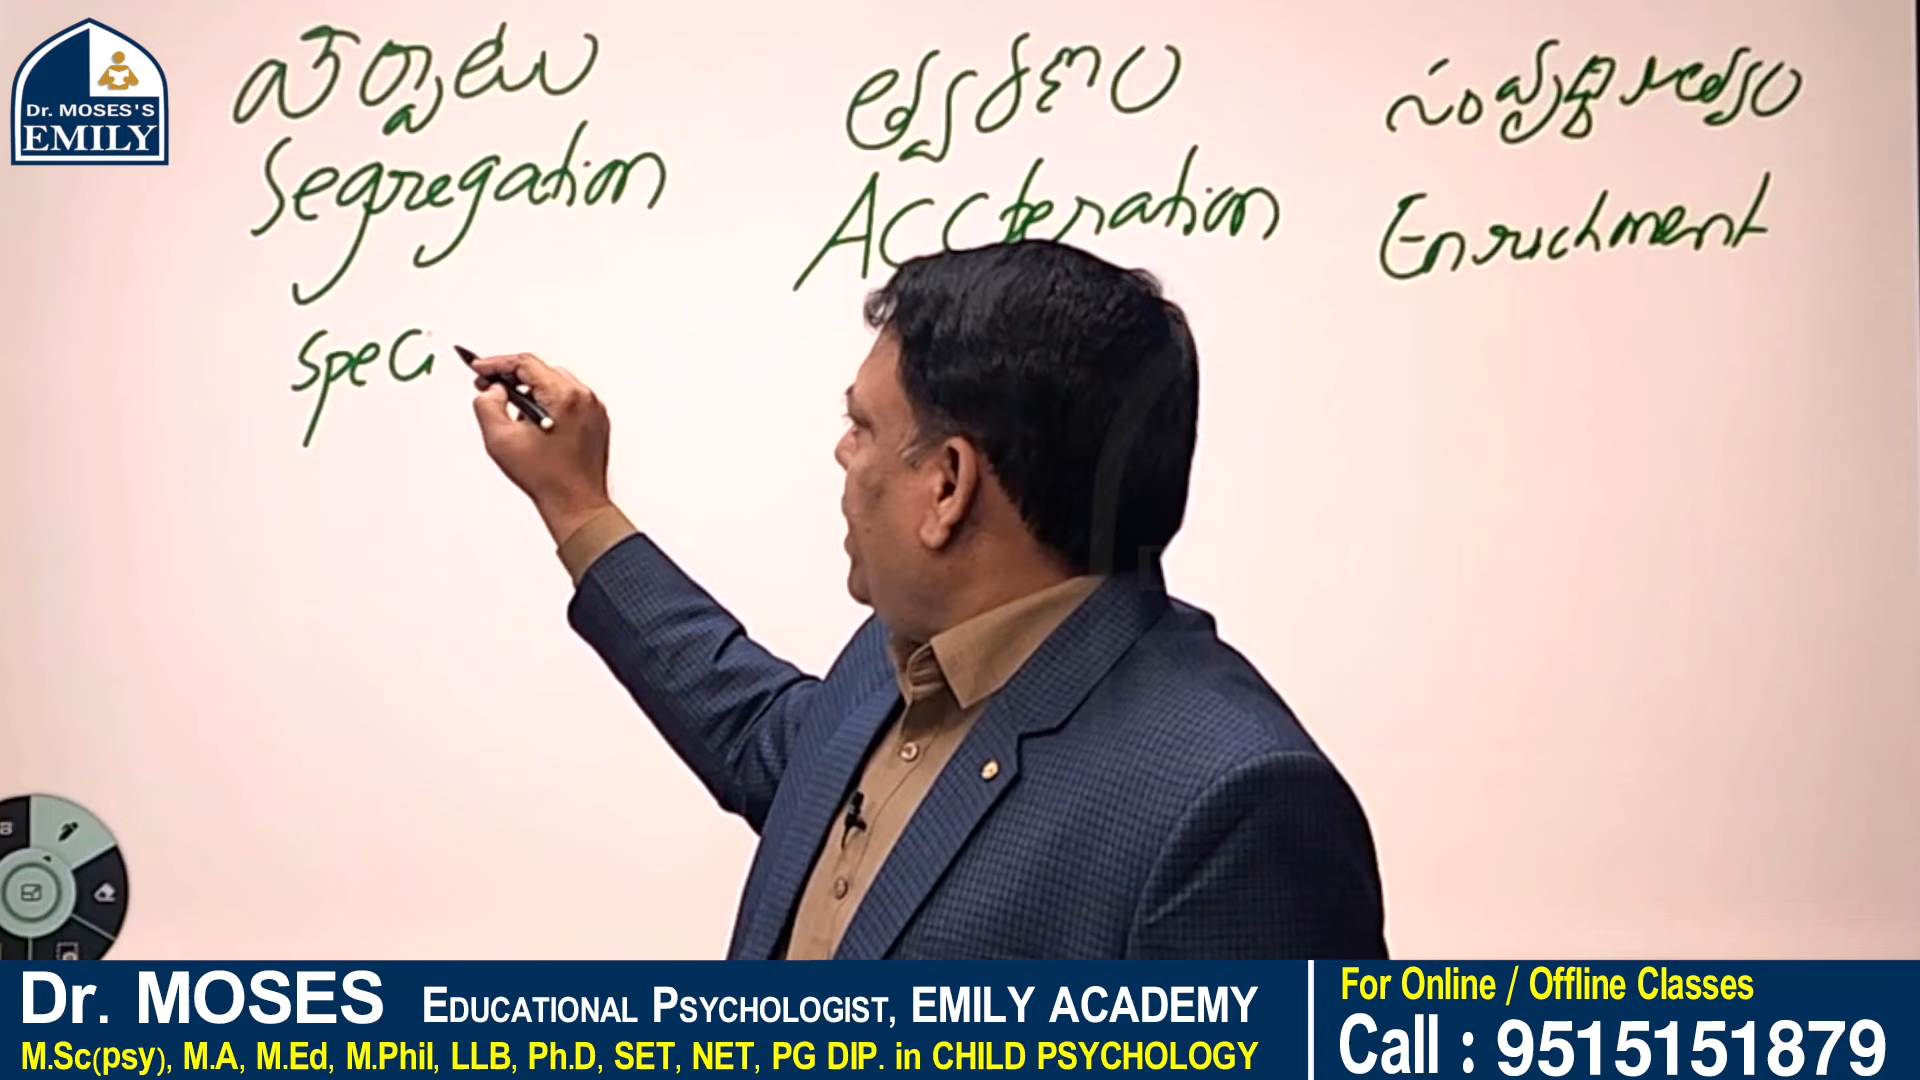 Dr. MOSES'S
EMILY
త్వరణం
Segregation
Accleration
Enrichment
speci
Dr. MOSES EDUCATIONAL PSYCHOLOGIST, EMILY ACADEMY
M.Sc(psy), M.A, M.Ed, M.Phil, LLB, Ph.D, SET, NET, PG DIP. in CHILD PSYCHOLOGY
For Online / Offline Classes
Call : 9515151879